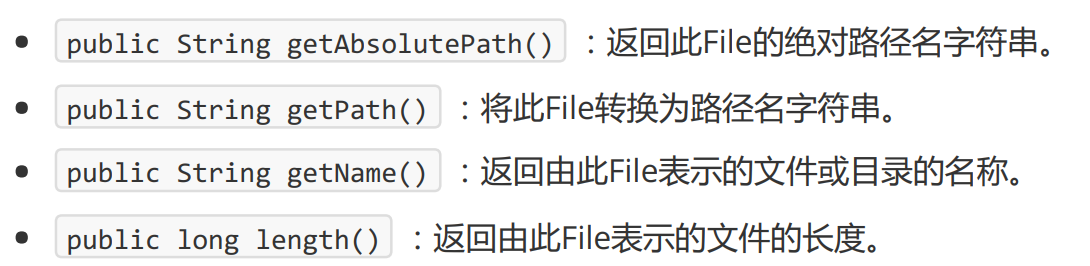 • public String getAbsolutePath() ：返回此File的绝对路径名字符串。
• public String getPath() ：将此File转换为路径名字符串。
• public String getName() ：返回由此File表示的文件或目录的名称。
• public long length() ：返回由此File表示的文件的长度。